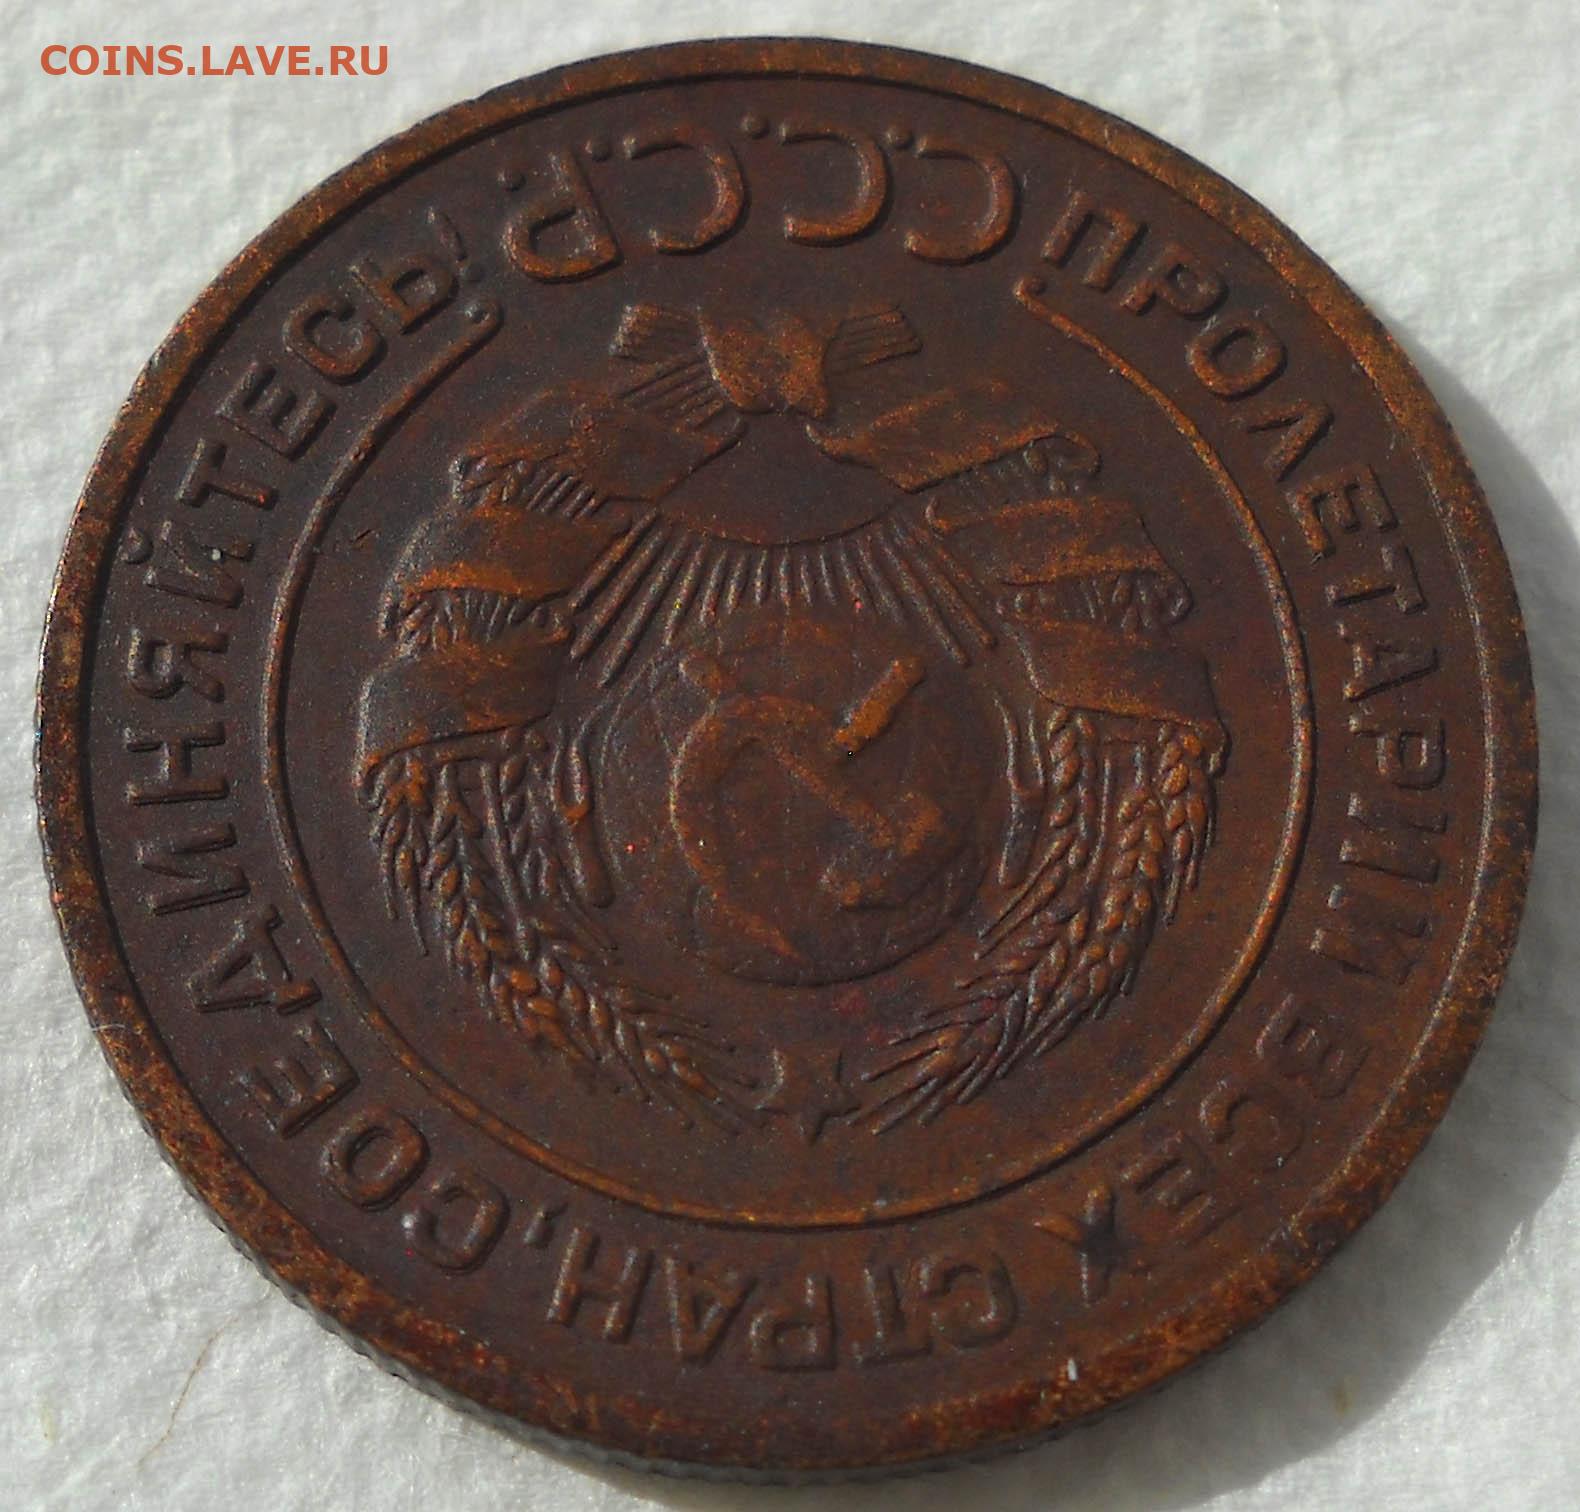 COINS.LAVE.RU
ПРОЛЕТАРИИ ВСЕХ СТРАН, СОЕДИНЯЙТЕСЬ!
С.С.С.Р.